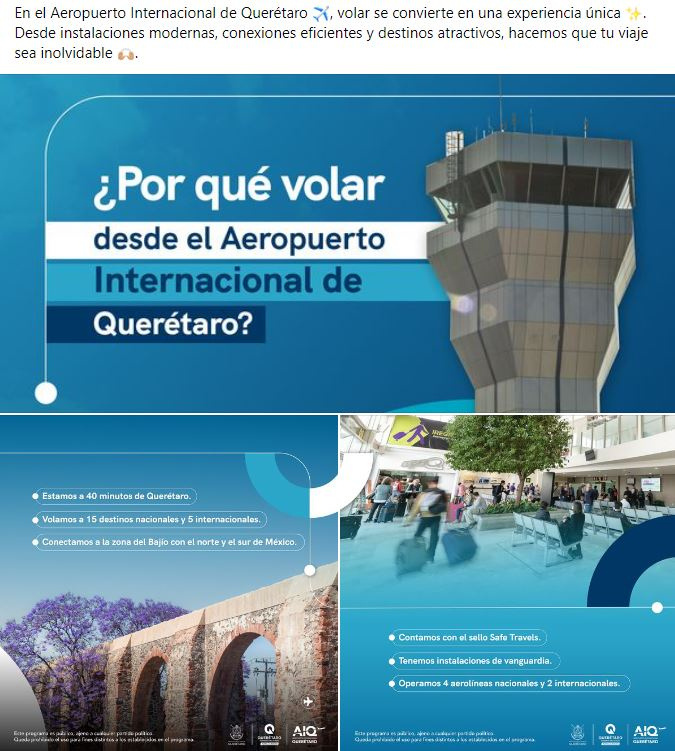 En el Aeropuerto Internacional de Querétaro ✈️, volar se convierte en una experiencia única ✨.
Desde instalaciones modernas, conexiones eficientes y destinos atractivos, hacemos que tu viaje
sea inolvidable 🙌🏼.
¿Por qué volar
desde el Aeropuerto
Internacional de
Querétaro?
Estamos a 40 minutos de Querétaro.
Volamos a 15 destinos nacionales y 5 internacionales.
Conectamos a la zona del Bajío con el norte y el sur de México.
Este programa es público, ajeno a cualquier partido político.
Queda prohibido el uso para fines distintos a los establecidos en el programa.
QUERÉTARO
QUERÉTARO
AIQ
QUERÉTARO
Contamos con el sello Safe Travels.
Tenemos instalaciones de vanguardia.
Operamos 4 aerolíneas nacionales y 2 internacionales.
Este programa es público, ajeno a cualquier partido político.
Queda prohibido el uso para fines distintos a los establecidos en el programa.
QUERÉTARO
QUERÉTARO
AIQ
QUERÉTARO